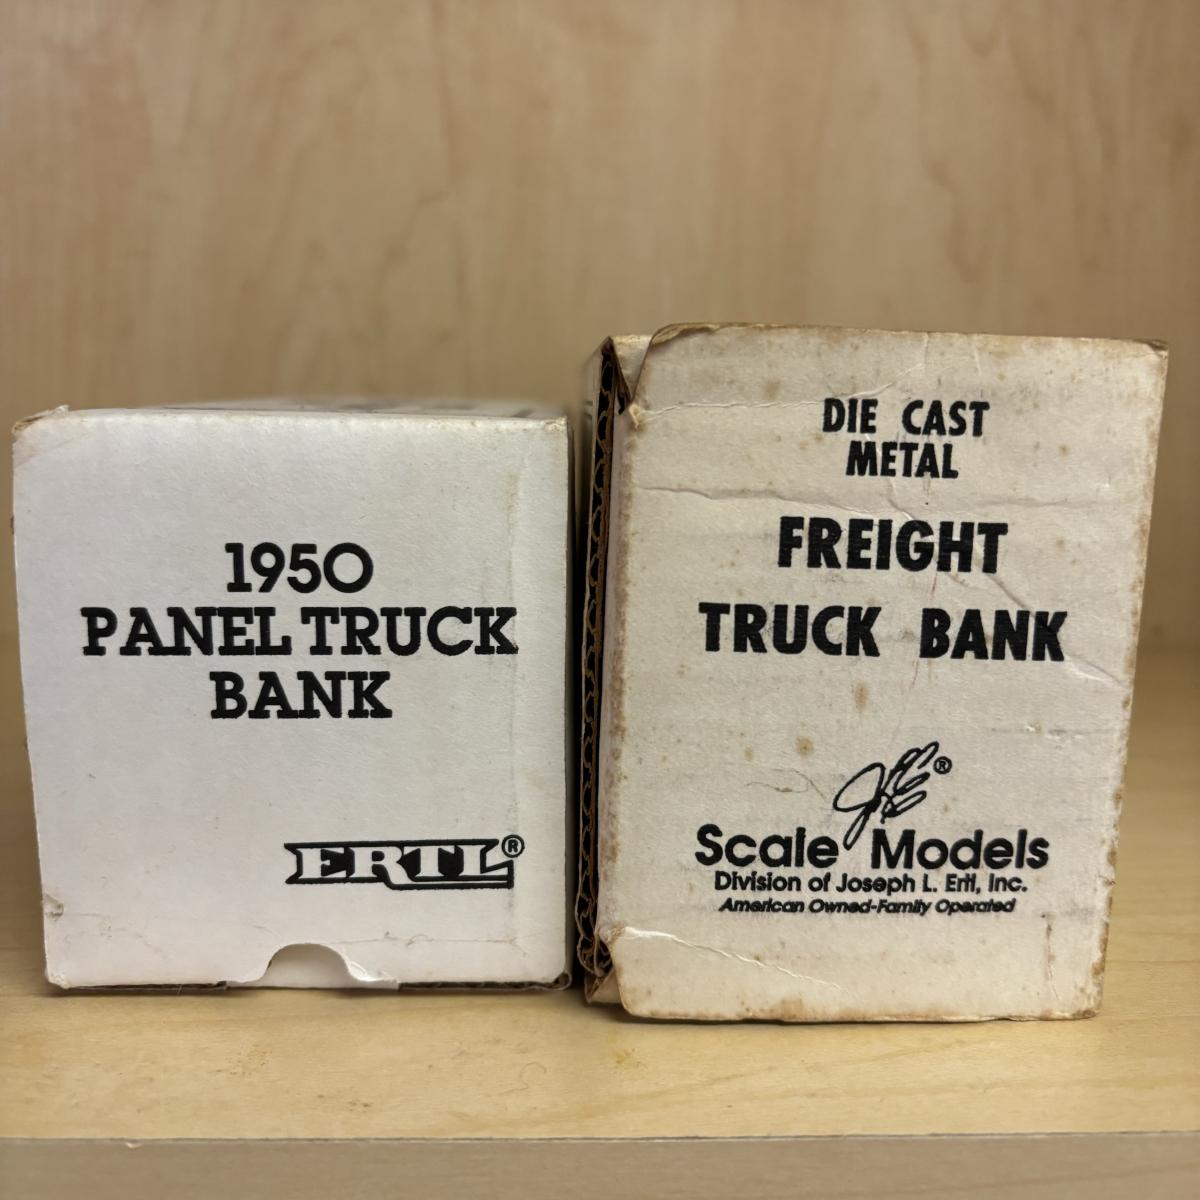 1950
PANEL TRUCK
BANK
ERTL®
DIE CAST
METAL
FREIGHT
TRUCK BANK
JLE®
Scale Models
Division of Joseph L. Ertl, Inc.
American Owned-Family Operated